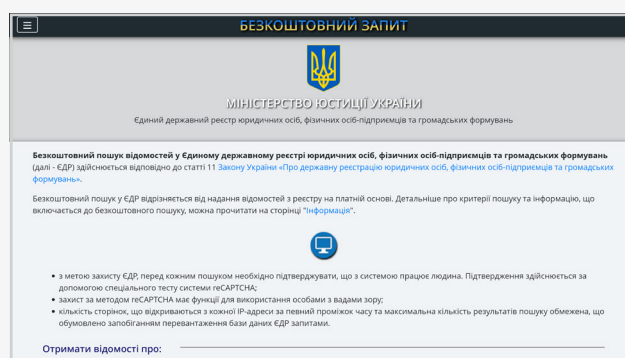 БЕЗКОШТОВНИЙ ЗАПИТ
МІНІСТЕРСТВО ЮСТИЦІЇ УКРАЇНИ
Єдиний державний реєстр юридичних осіб, фізичних осіб-підприємців та громадських формувань
Безкоштовний пошук відомостей у Єдиному державному реєстрі юридичних осіб, фізичних осіб-підприємців та громадських формувань
(далі - ЄДР) здійснюється відповідно до статті 11 Закону України «Про державну реєстрацію юридичних осіб, фізичних осіб-підприємців та громадських
формувань».
Безкоштовний пошук у ЄДР відрізняється від надання відомостей з реєстру на платній основі. Детальніше про критерії пошуку та інформацію, що
включається до безкоштовного пошуку, можна прочитати на сторінці "Інформація".
• з метою захисту ЄДР, перед кожним пошуком необхідно підтверджувати, що з системою працює людина. Підтвердження здійснюється за
допомогою спеціального тесту системи reCAPTCHA;
• захист за методом reCAPTCHA має функції для використання особами з вадами зору;
• кількість сторінок, що відкриваються з кожної IP-адреси за певний проміжок часу та максимальна кількість результатів пошуку обмежена, що
обумовлено запобіганням перевантаження бази даних ЄДР запитами.
Отримати відомості про: